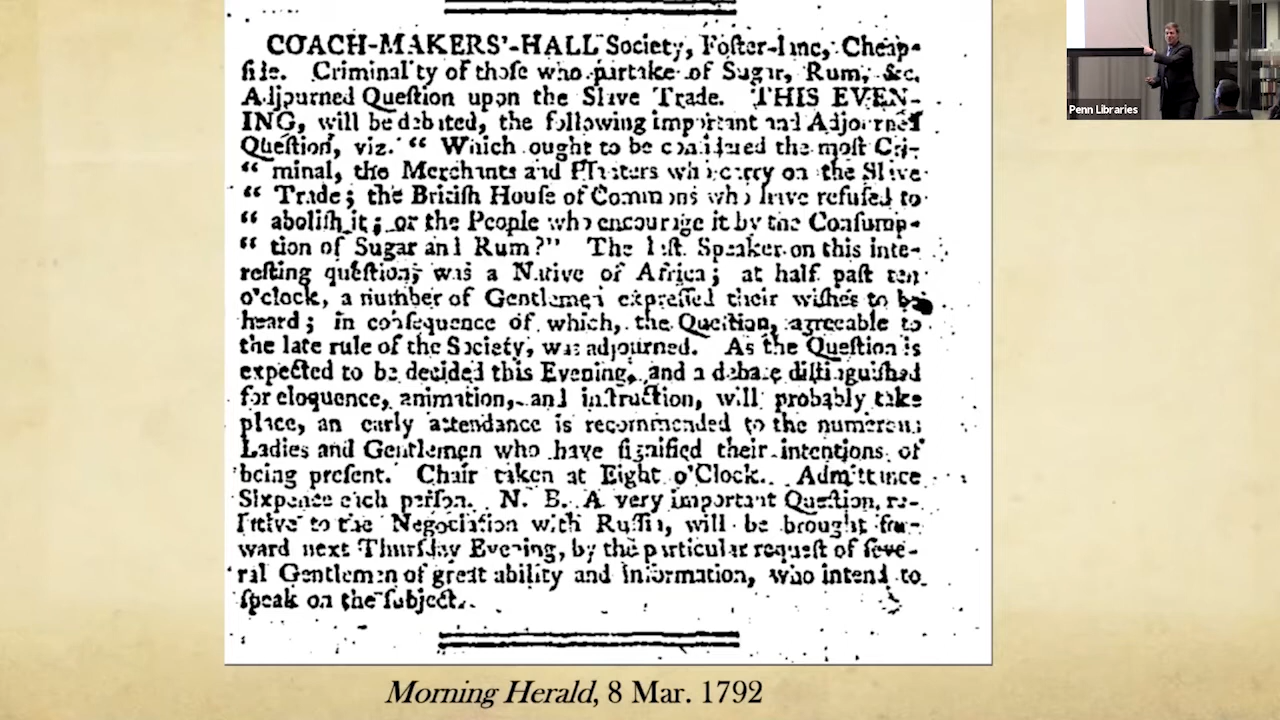 COACH-MAKERS'-HALL Society, Foster-Lane, Cheap-
ſide. Criminality of thoſe who partake of Sugar, Rum, &c.
Adjourned Queſtion upon the Slave Trade. THIS EVEN-
ING, will be debated, the following important and Adjourned
Queſtion, viz. “ Which ought to be conſidered the moſt Cri-
“ minal, the Merchants and Planters who carry on the Slave
“ Trade; the Britiſh House of Commons who have refuſed to
“ aboliſh it; or the People who encourage it by the Conſump-
“ tion of Sugar and Rum?” The laſt Speaker on this inte-
reſting queſtion, was a Native of Africa; at half paſt ten
o'clock, a number of Gentlemen expreſſed their wiſhes to be
heard; in conſequence of which, the Queſtion, agreeable to
the late rule of the Society, was adjourned. As the Queſtion is
expected to be decided this Evening, and a debate diſtinguiſhed
for eloquence, animation, and inſtruction, will probably take
place, an early attendance is recommended to the numerous
Ladies and Gentlemen who have ſignified their intentions of
being preſent. Chair taken at Eight o'Clock. Admittance
Sixpence each perſon. N. B. A very important Queſtion, re-
lative to the Negociation with Ruſſia, will be brought for-
ward next Thurſday Evening, by the particular requeſt of ſeve-
ral Gentlemen of great ability and information, who intend to
ſpeak on the ſubject.
Morning Herald, 8 Mar. 1792
Penn Libraries